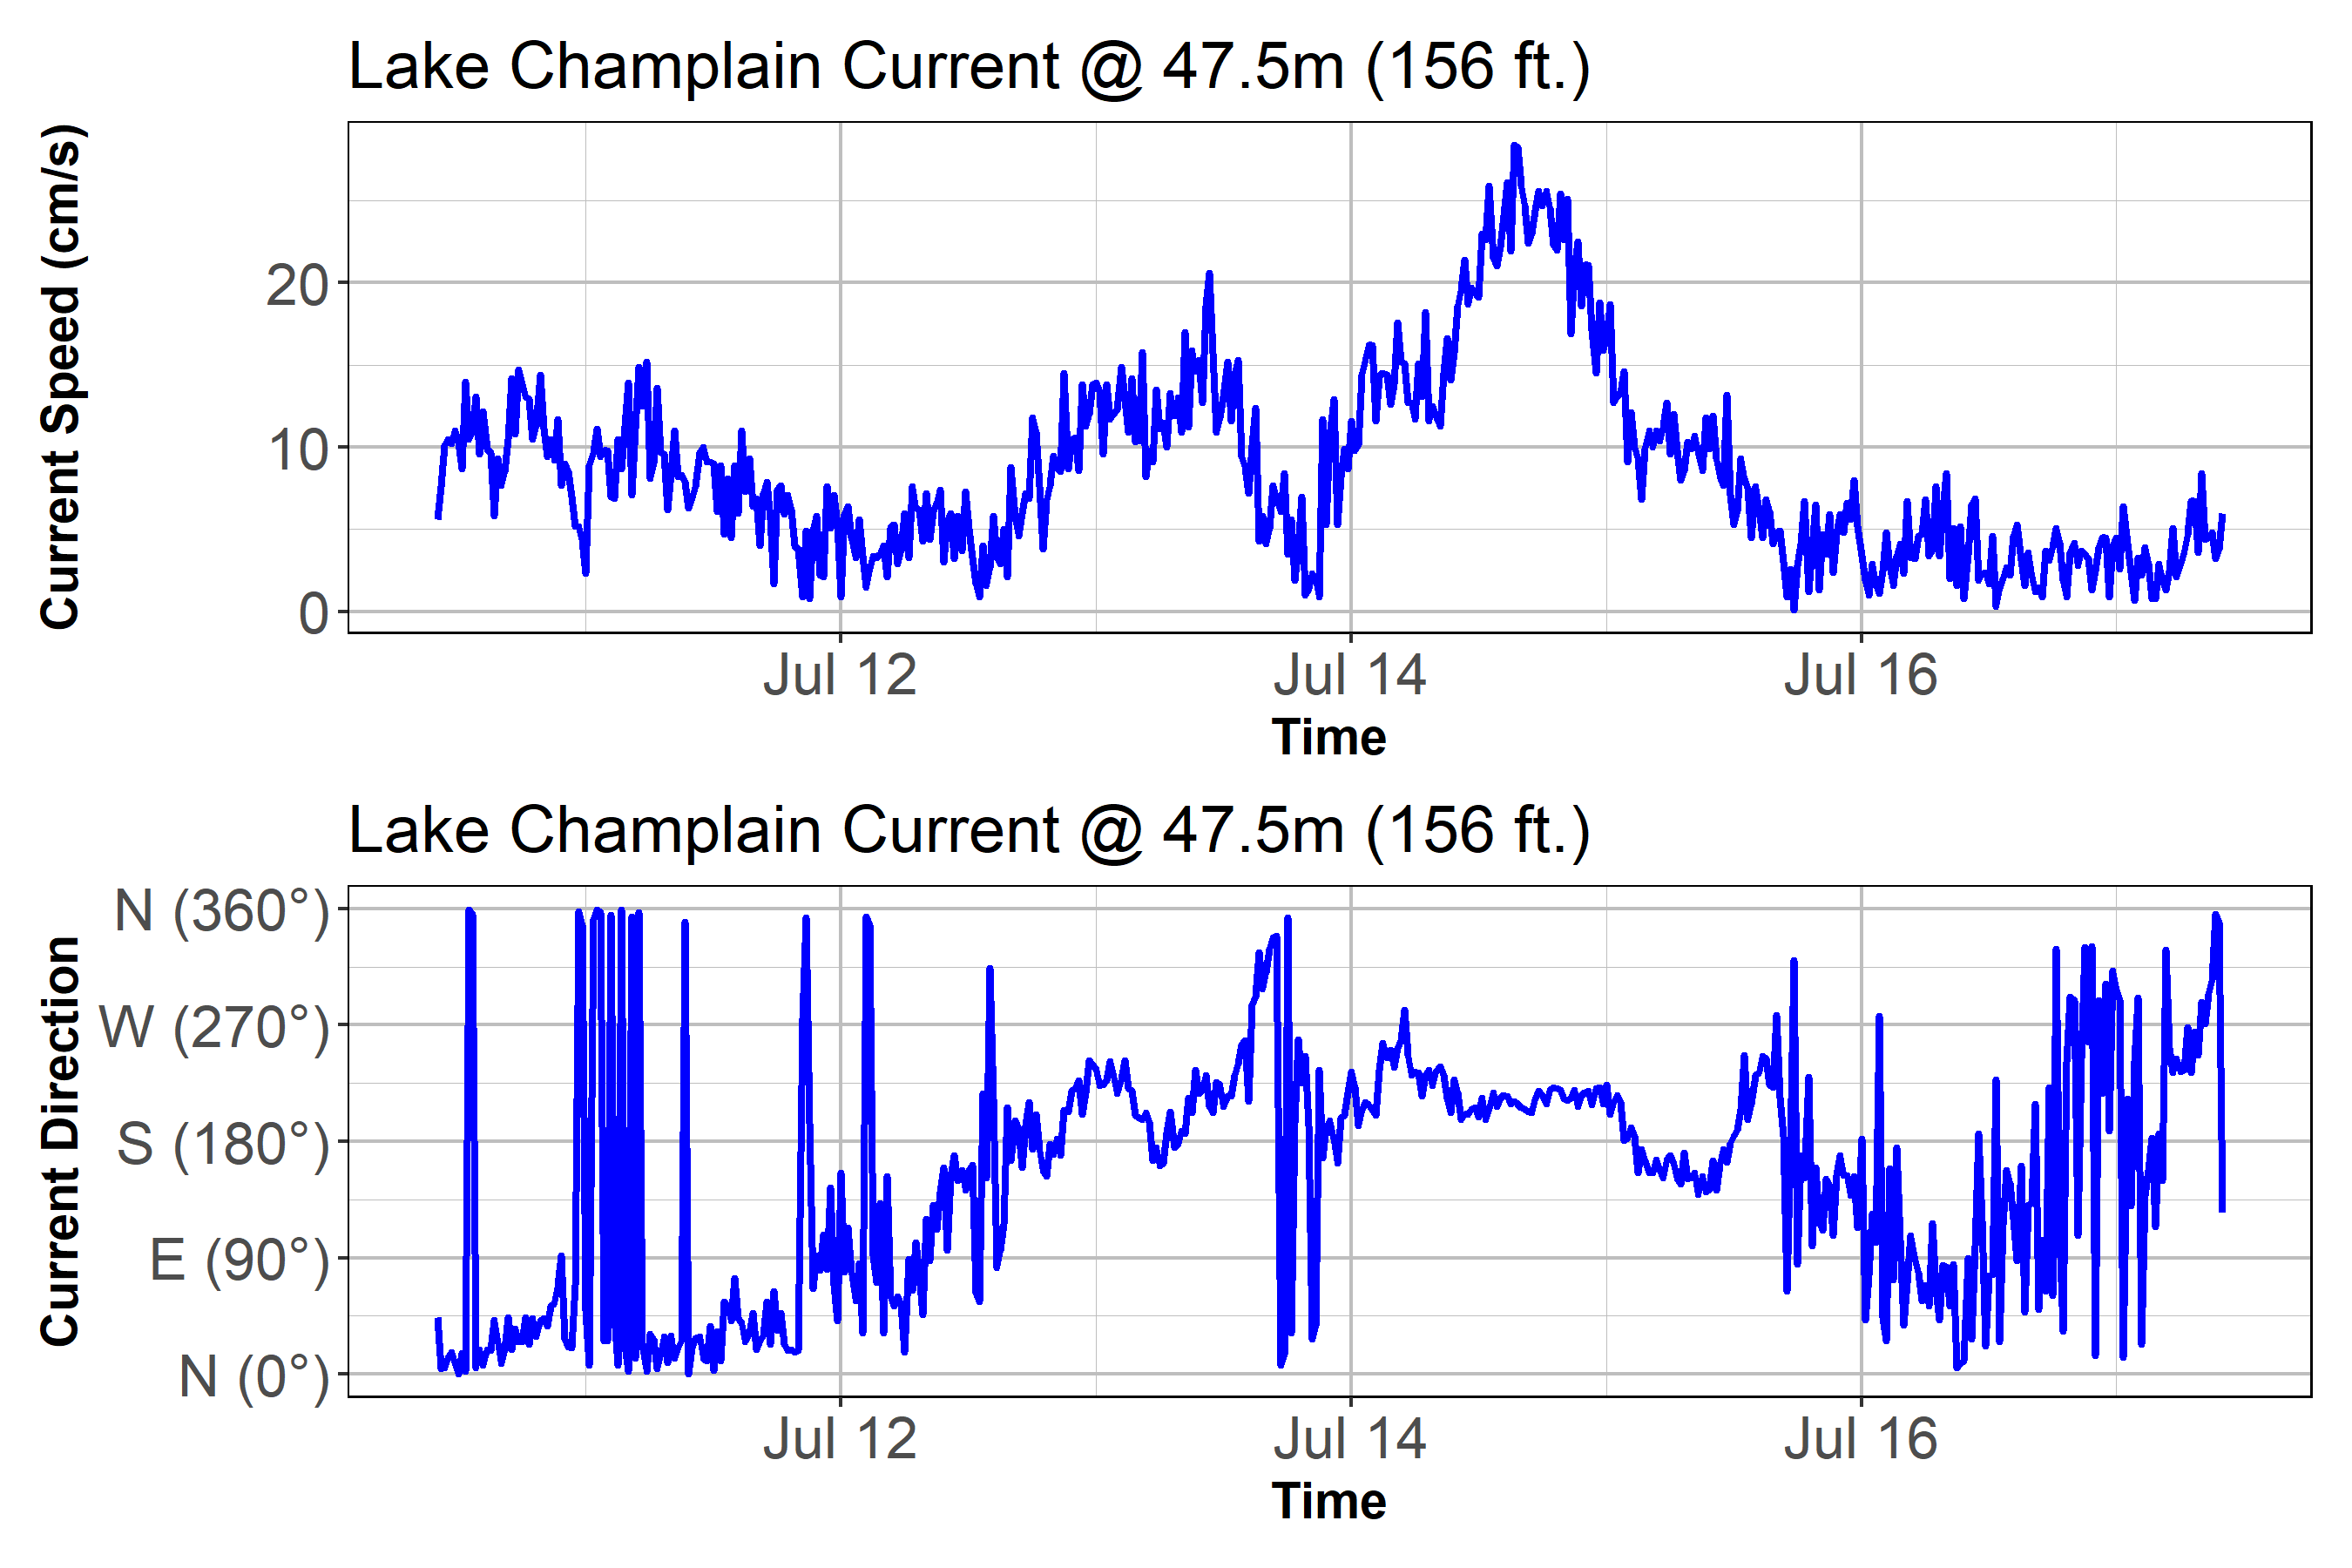 Lake Champlain Current @ 47.5m (156 ft.)
Current Speed (cm/s)
20
10
0
Jul 12 Jul 14 Jul 16
Time
Lake Champlain Current @ 47.5m (156 ft.)
Current Direction
N (360°)
W (270°)
S (180°)
E (90°)
N (0°)
Jul 12 Jul 14 Jul 16
Time